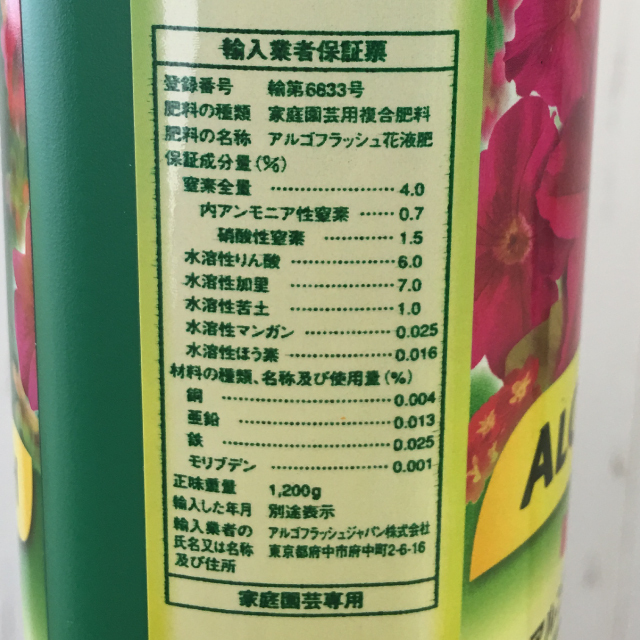 輸入業者保証票
登録番号 輸第6833号
肥料の種類 家庭園芸用複合肥料
肥料の名称 アルゴフラッシュ花液肥
保証成分量(%)
窒素全量 4.0
内アンモニア性窒素 0.7
硝酸性窒素 1.5
水溶性りん酸 6.0
水溶性加里 7.0
水溶性苦土 1.0
水溶性マンガン 0.025
水溶性ほう素 0.016
材料の種類、名称及び使用量(%)
銅 0.004
亜鉛 0.013
鉄 0.025
モリブデン 0.001
正味重量 1,200g
輸入した年月 別途表示
輸入業者の アルゴフラッシュジャパン株式会社
氏名又は名称 東京都府中市府中町2-6-16
及び住所
家庭園芸専用